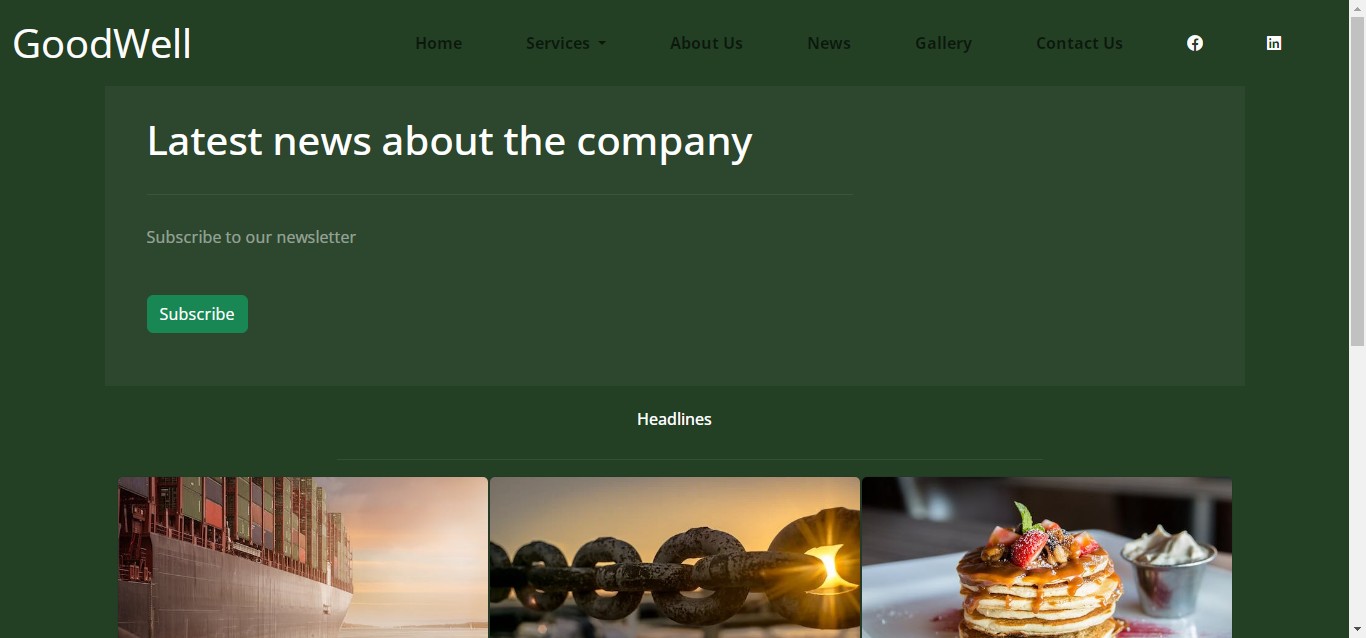 GoodWell
Home Services About Us News Gallery Contact Us
Latest news about the company
Subscribe to our newsletter
Subscribe
Headlines